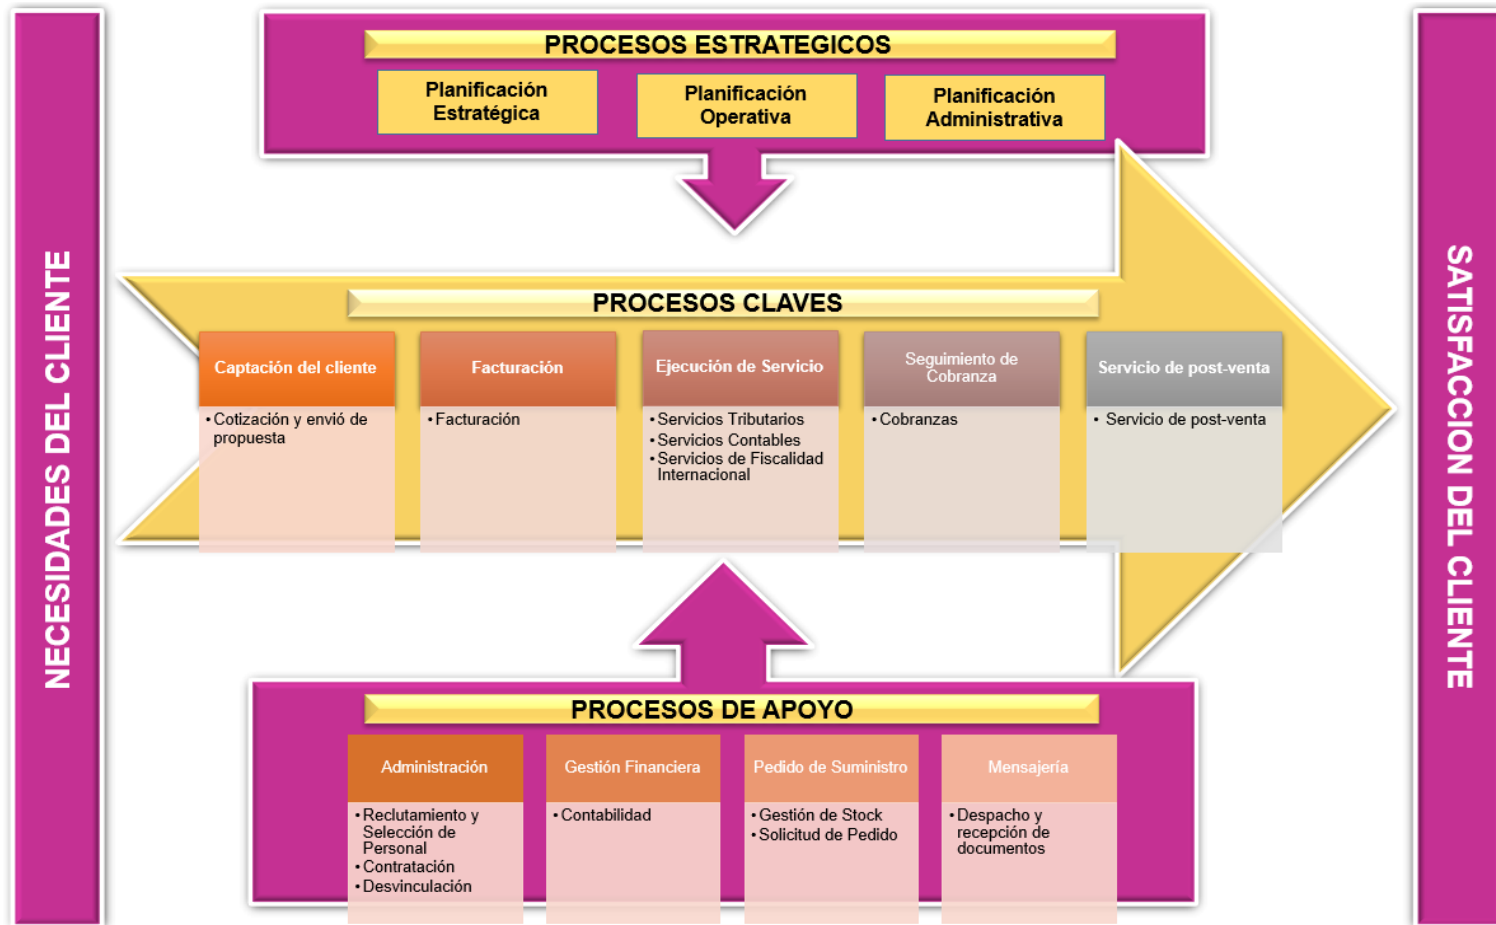 NECESIDADES DEL CLIENTE
PROCESOS ESTRATEGICOS
Planificación
Estratégica
Planificación
Operativa
Planificación
Administrativa
PROCESOS CLAVES
Captación del cliente
• Cotización y envió de
propuesta
Facturación
• Facturación
Ejecución de Servicio
• Servicios Tributarios
• Servicios Contables
• Servicios de Fiscalidad
Internacional
Seguimiento de
Cobranza
• Cobranzas
Servicio de post-venta
• Servicio de post-venta
PROCESOS DE APOYO
Administración
• Reclutamiento y
Selección de
Personal
• Contratación
• Desvinculación
Gestión Financiera
• Contabilidad
Pedido de Suministro
• Gestión de Stock
• Solicitud de Pedido
Mensajería
• Despacho y
recepción de
documentos
SATISFACCION DEL CLIENTE